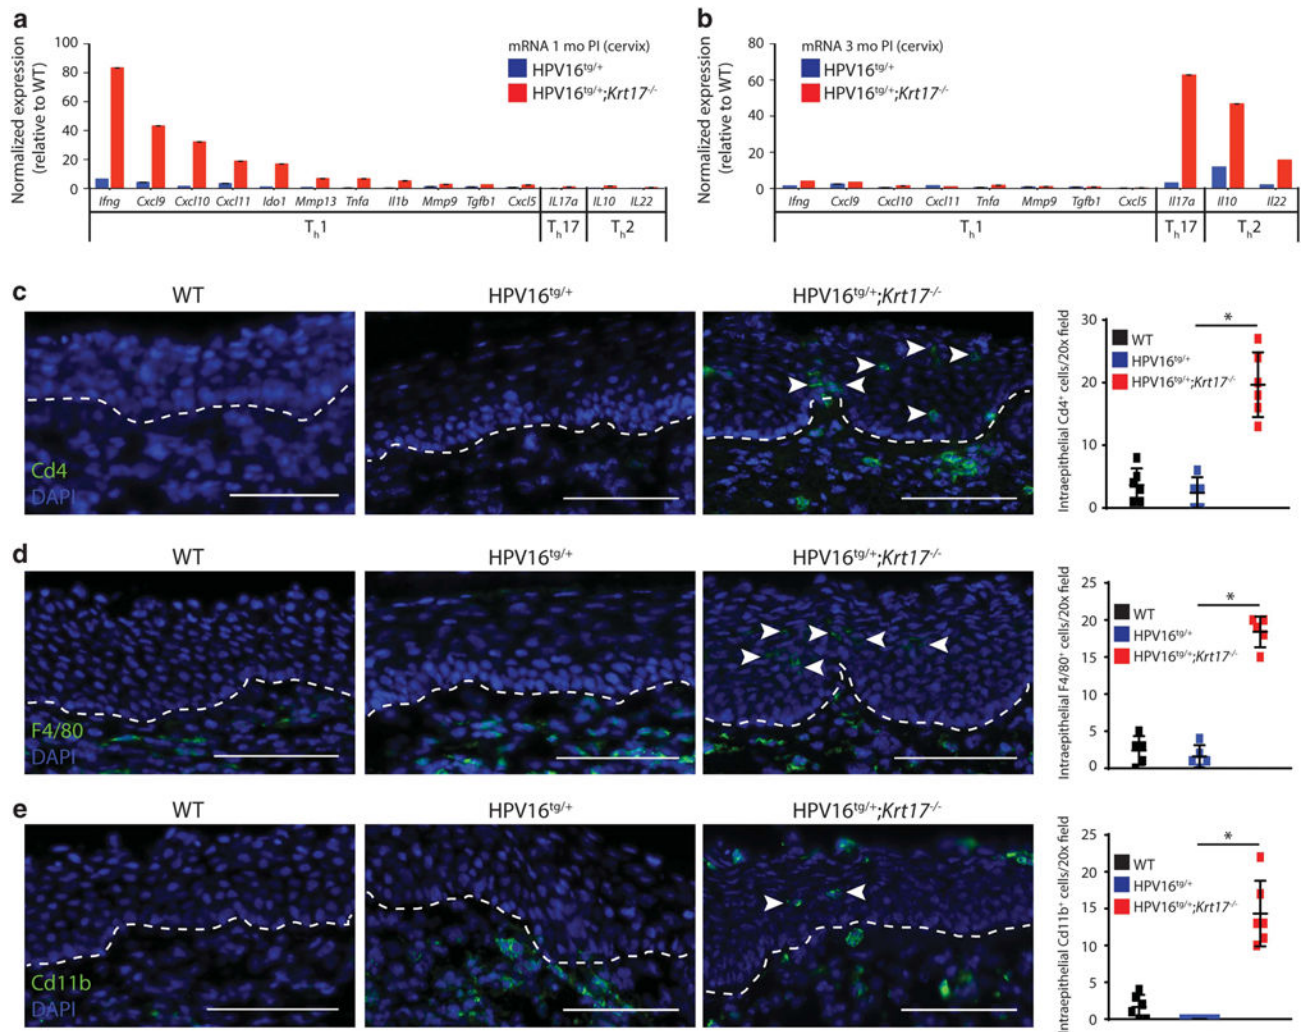 a
Normalized expression
(relative to WT)
100
80
60
40
20
0
mRNA 1 mo PI (cervix)
HPV16tg/+
HPV16tg/+;Krt17-/-
Ifng Cxcl9 Cxcl10 Cxcl11 Ido1 Mmp13 Tnfa Il1b Mmp9 Tgfb1 Cxcl5 IL17a IL10 IL22
Th1 Th17 Th2
b
Normalized expression
(relative to WT)
80
60
40
20
0
mRNA 3 mo PI (cervix)
HPV16tg/+
HPV16tg/+;Krt17-/-
Ifng Cxcl9 Cxcl10 Cxcl11 Tnfa Mmp9 Tgfb1 Cxcl5 Il17a Il10 Il22
Th1 Th17 Th2
c
WT HPV16tg/+ HPV16tg/+;Krt17-/-
Cd4
DAPI
Intraepithelial Cd4+ cells/20x field
30
20
10
0
WT
HPV16tg/+
HPV16tg/+;Krt17-/-
*
d
WT HPV16tg/+ HPV16tg/+;Krt17-/-
F4/80
DAPI
Intraepithelial F4/80+ cells/20x field
25
20
15
10
5
0
WT
HPV16tg/+
HPV16tg/+;Krt17-/-
*
e
WT HPV16tg/+ HPV16tg/+;Krt17-/-
Cd11b
DAPI
Intraepithelial Cd11b+ cells/20x field
25
20
15
10
5
0
WT
HPV16tg/+
HPV16tg/+;Krt17-/-
*